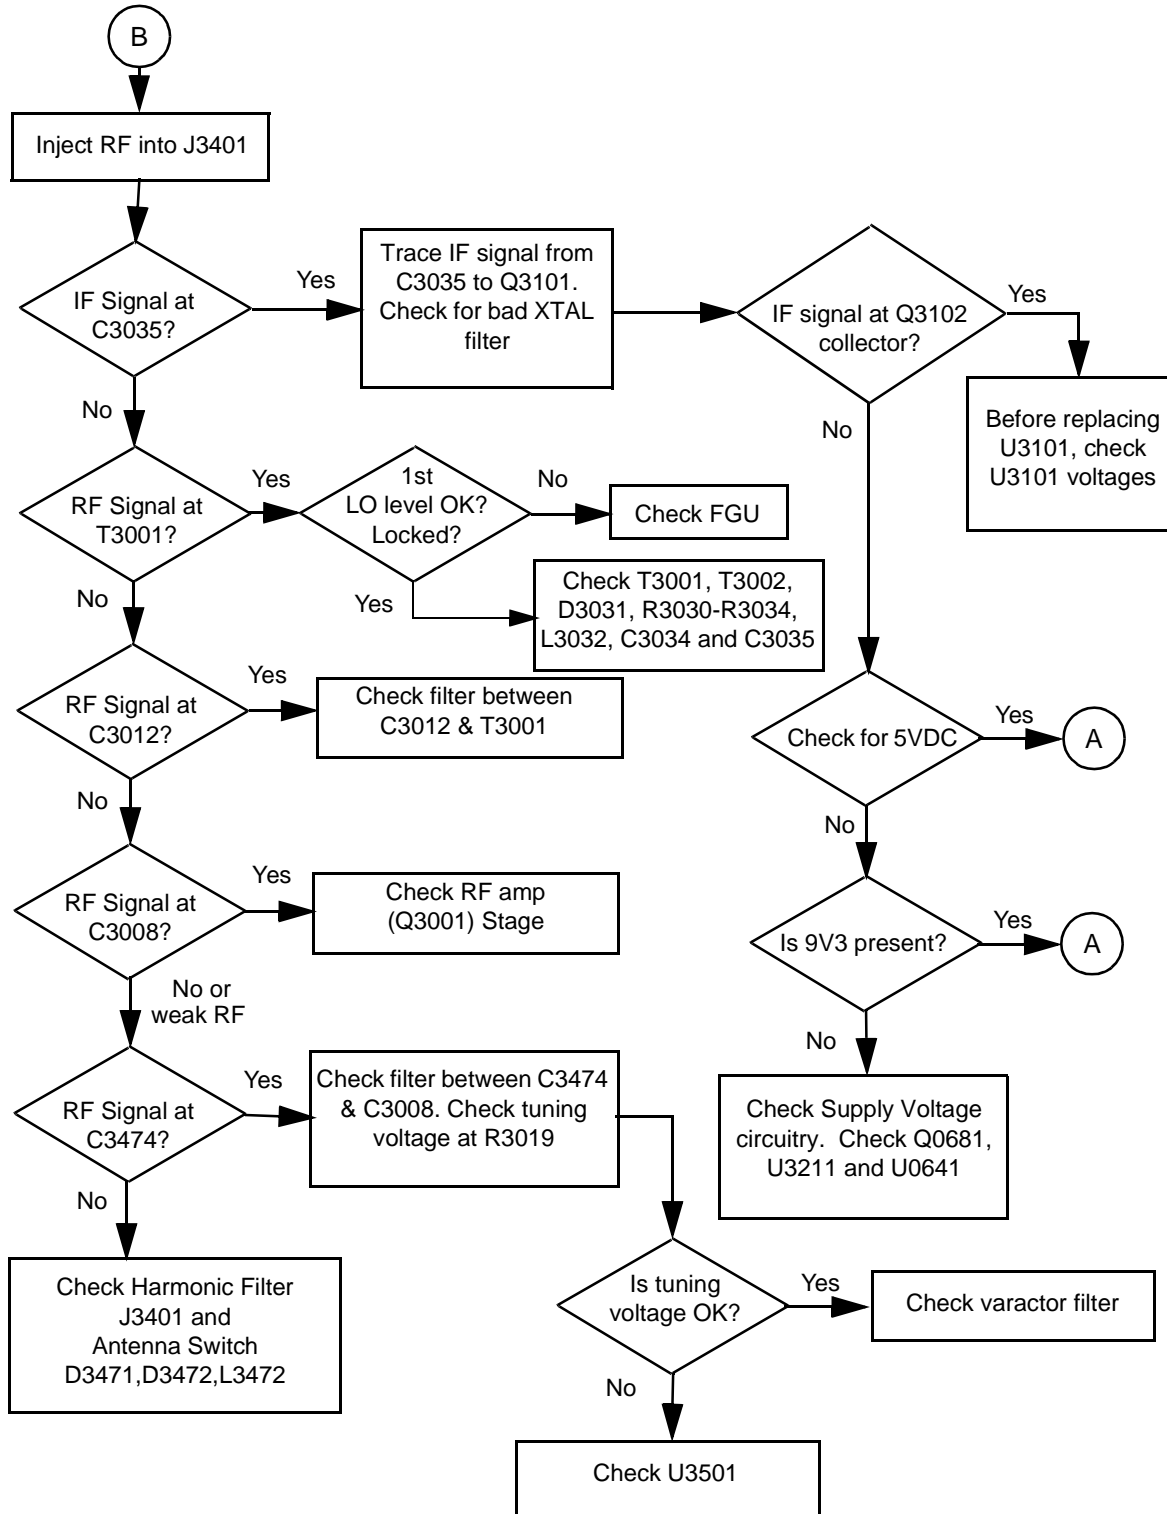 B
Inject RF into J3401
IF Signal at
C3035?
Yes
Trace IF signal from
C3035 to Q3101.
Check for bad XTAL
filter
IF signal at Q3102
collector?
Yes
Before replacing
U3101, check
U3101 voltages
No
No
RF Signal at
T3001?
Yes
1st
LO level OK?
Locked?
No
Check FGU
Yes
Check T3001, T3002,
D3031, R3030-R3034,
L3032, C3034 and C3035
No
RF Signal at
C3012?
Yes
Check filter between
C3012 & T3001
Check for 5VDC
Yes
A
No
No
RF Signal at
C3008?
Yes
Check RF amp
(Q3001) Stage
Is 9V3 present?
Yes
A
No or
weak RF
No
RF Signal at
C3474?
Yes
Check filter between C3474
& C3008. Check tuning
voltage at R3019
Check Supply Voltage
circuitry.  Check Q0681,
U3211 and U0641
No
Check Harmonic Filter
J3401 and
Antenna Switch
D3471,D3472,L3472
Is tuning
voltage OK?
Yes
Check varactor filter
No
Check U3501